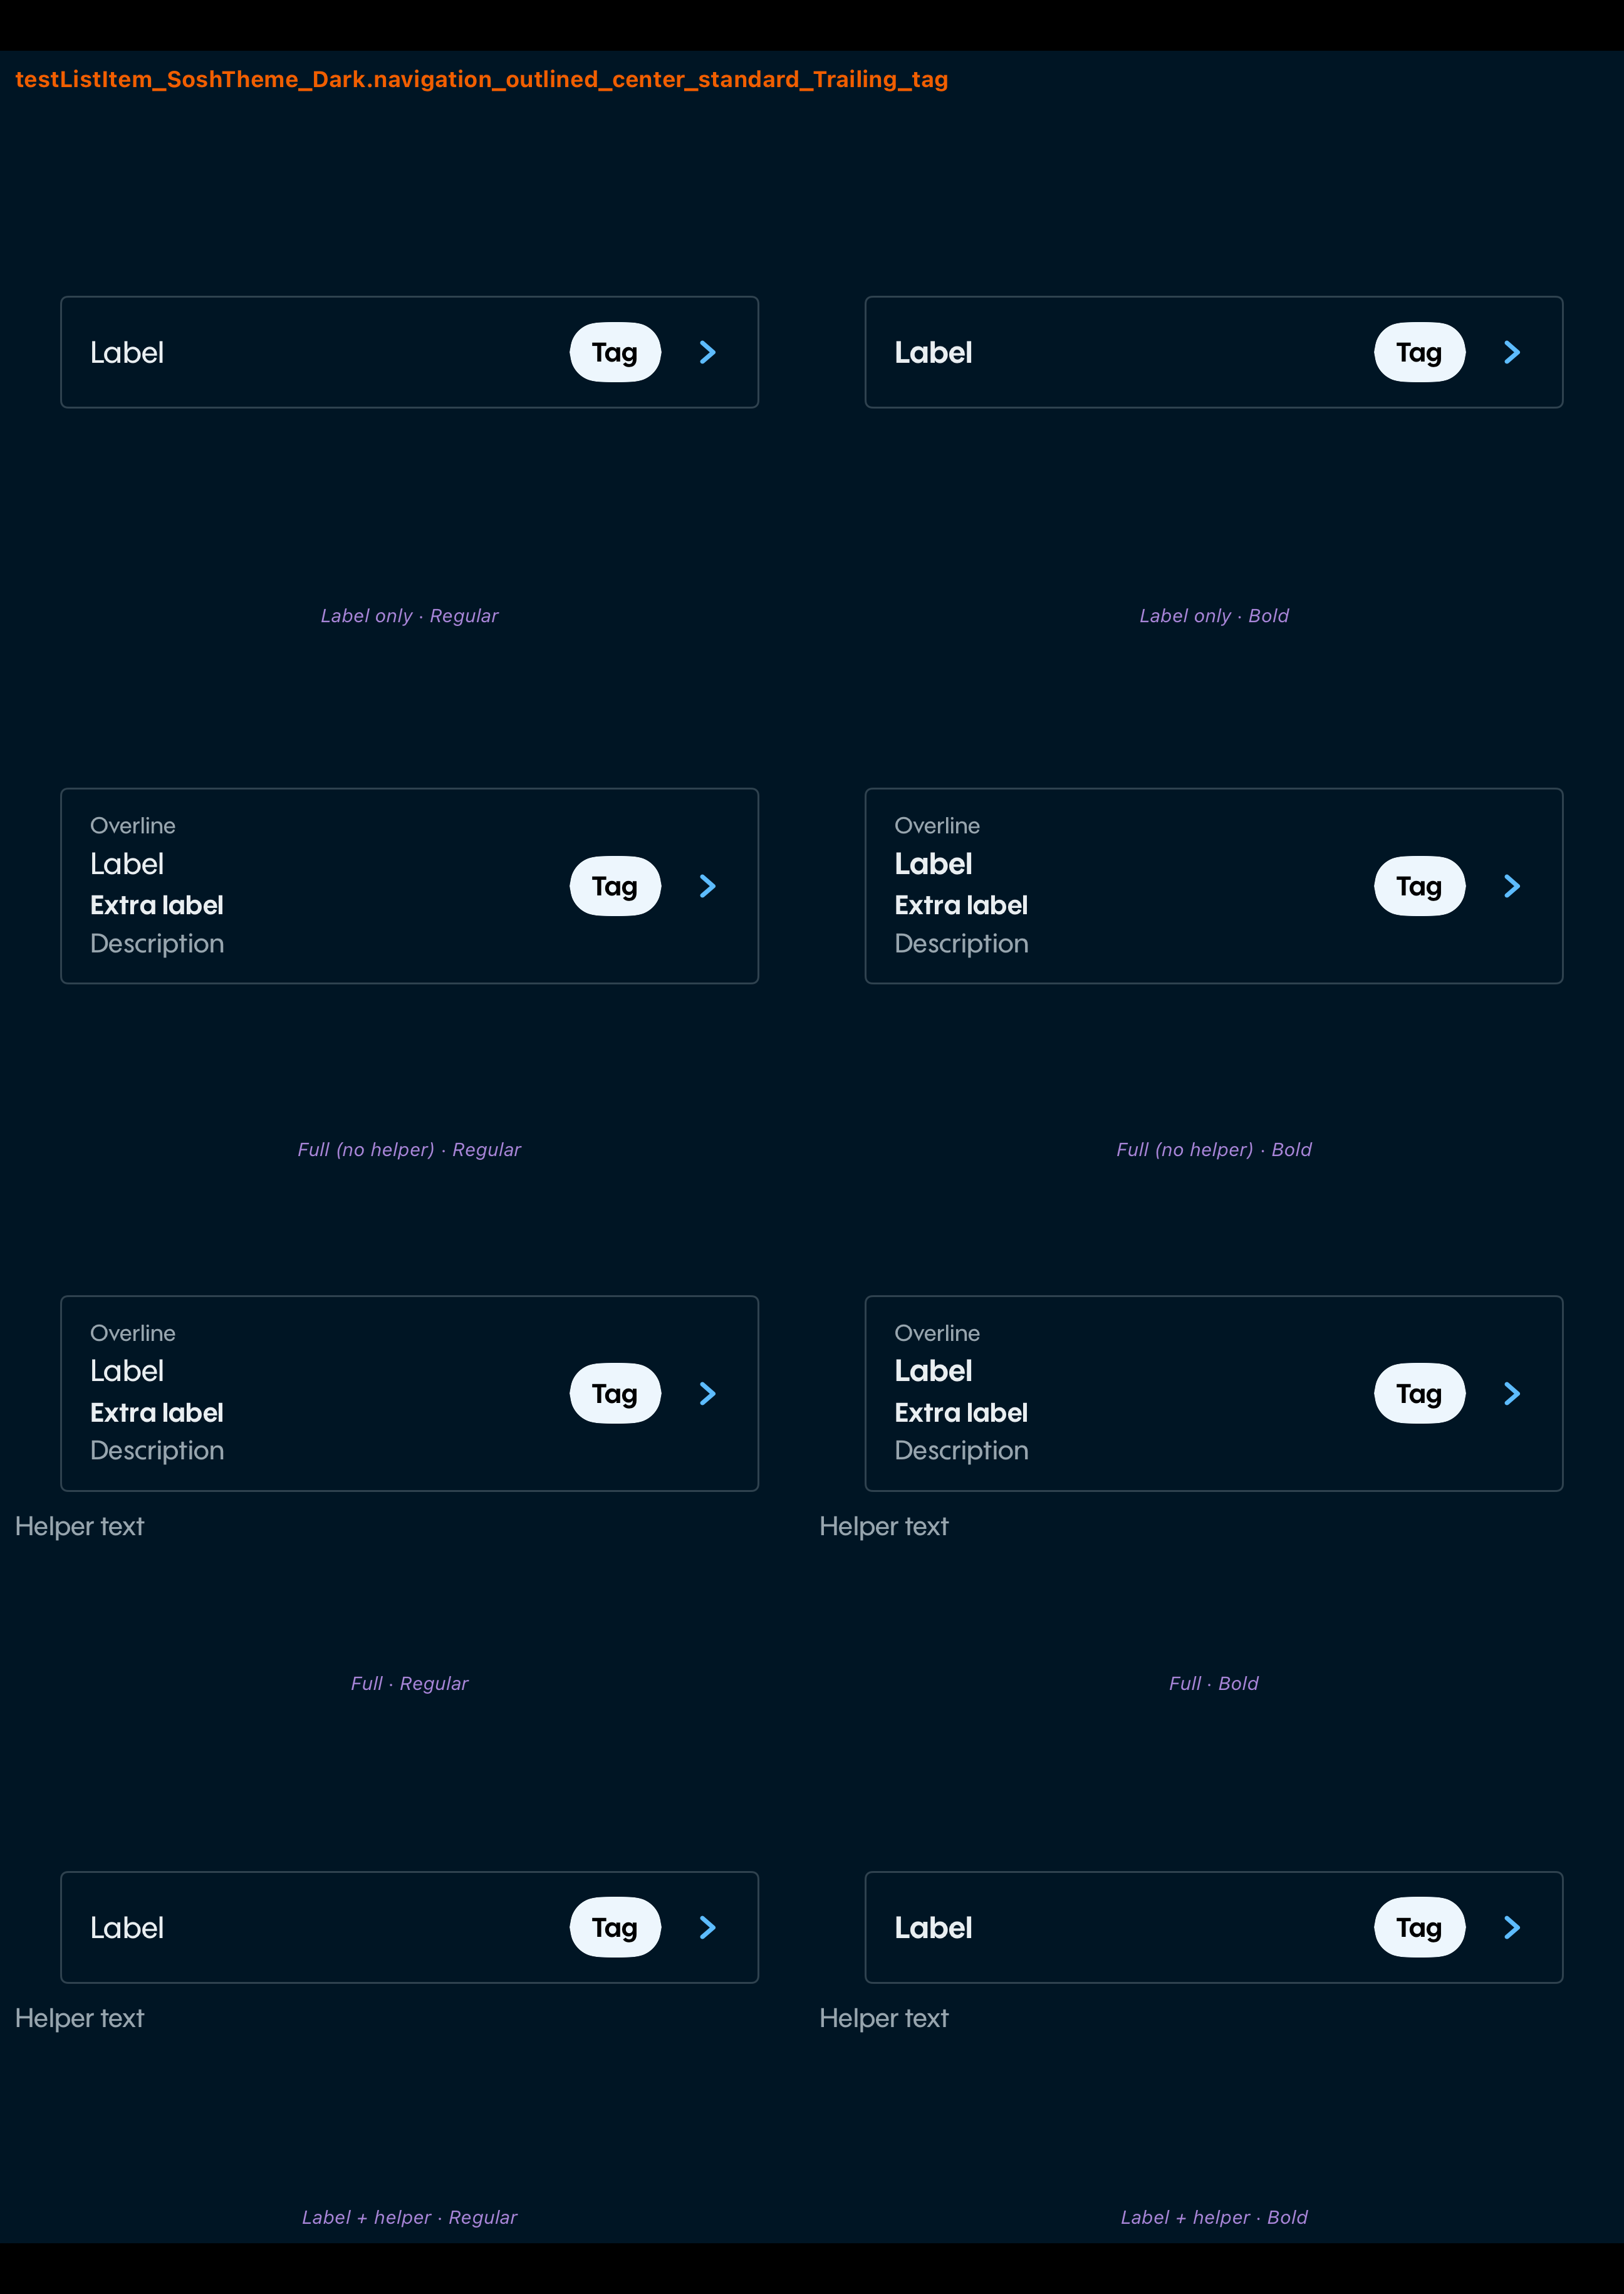 testListItem_SoshTheme_Dark.navigation_outlined_center_standard_Trailing_tag
Label Tag
Label Tag
Label only · Regular
Label only · Bold
Overline
Label
Extra label
Description
Tag
Overline
Label
Extra label
Description
Tag
Full (no helper) · Regular
Full (no helper) · Bold
Overline
Label
Extra label
Description
Tag
Helper text
Overline
Label
Extra label
Description
Tag
Helper text
Full · Regular
Full · Bold
Label Tag
Helper text
Label Tag
Helper text
Label + helper · Regular
Label + helper · Bold